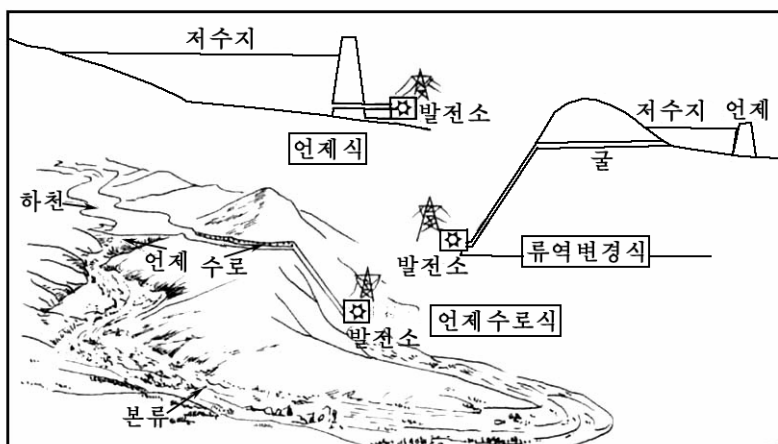 저수지
발전소
언제식
저수지 언제
굴
발전소
류역변경식
하천
언제 수로
발전소
언제수로식
본류